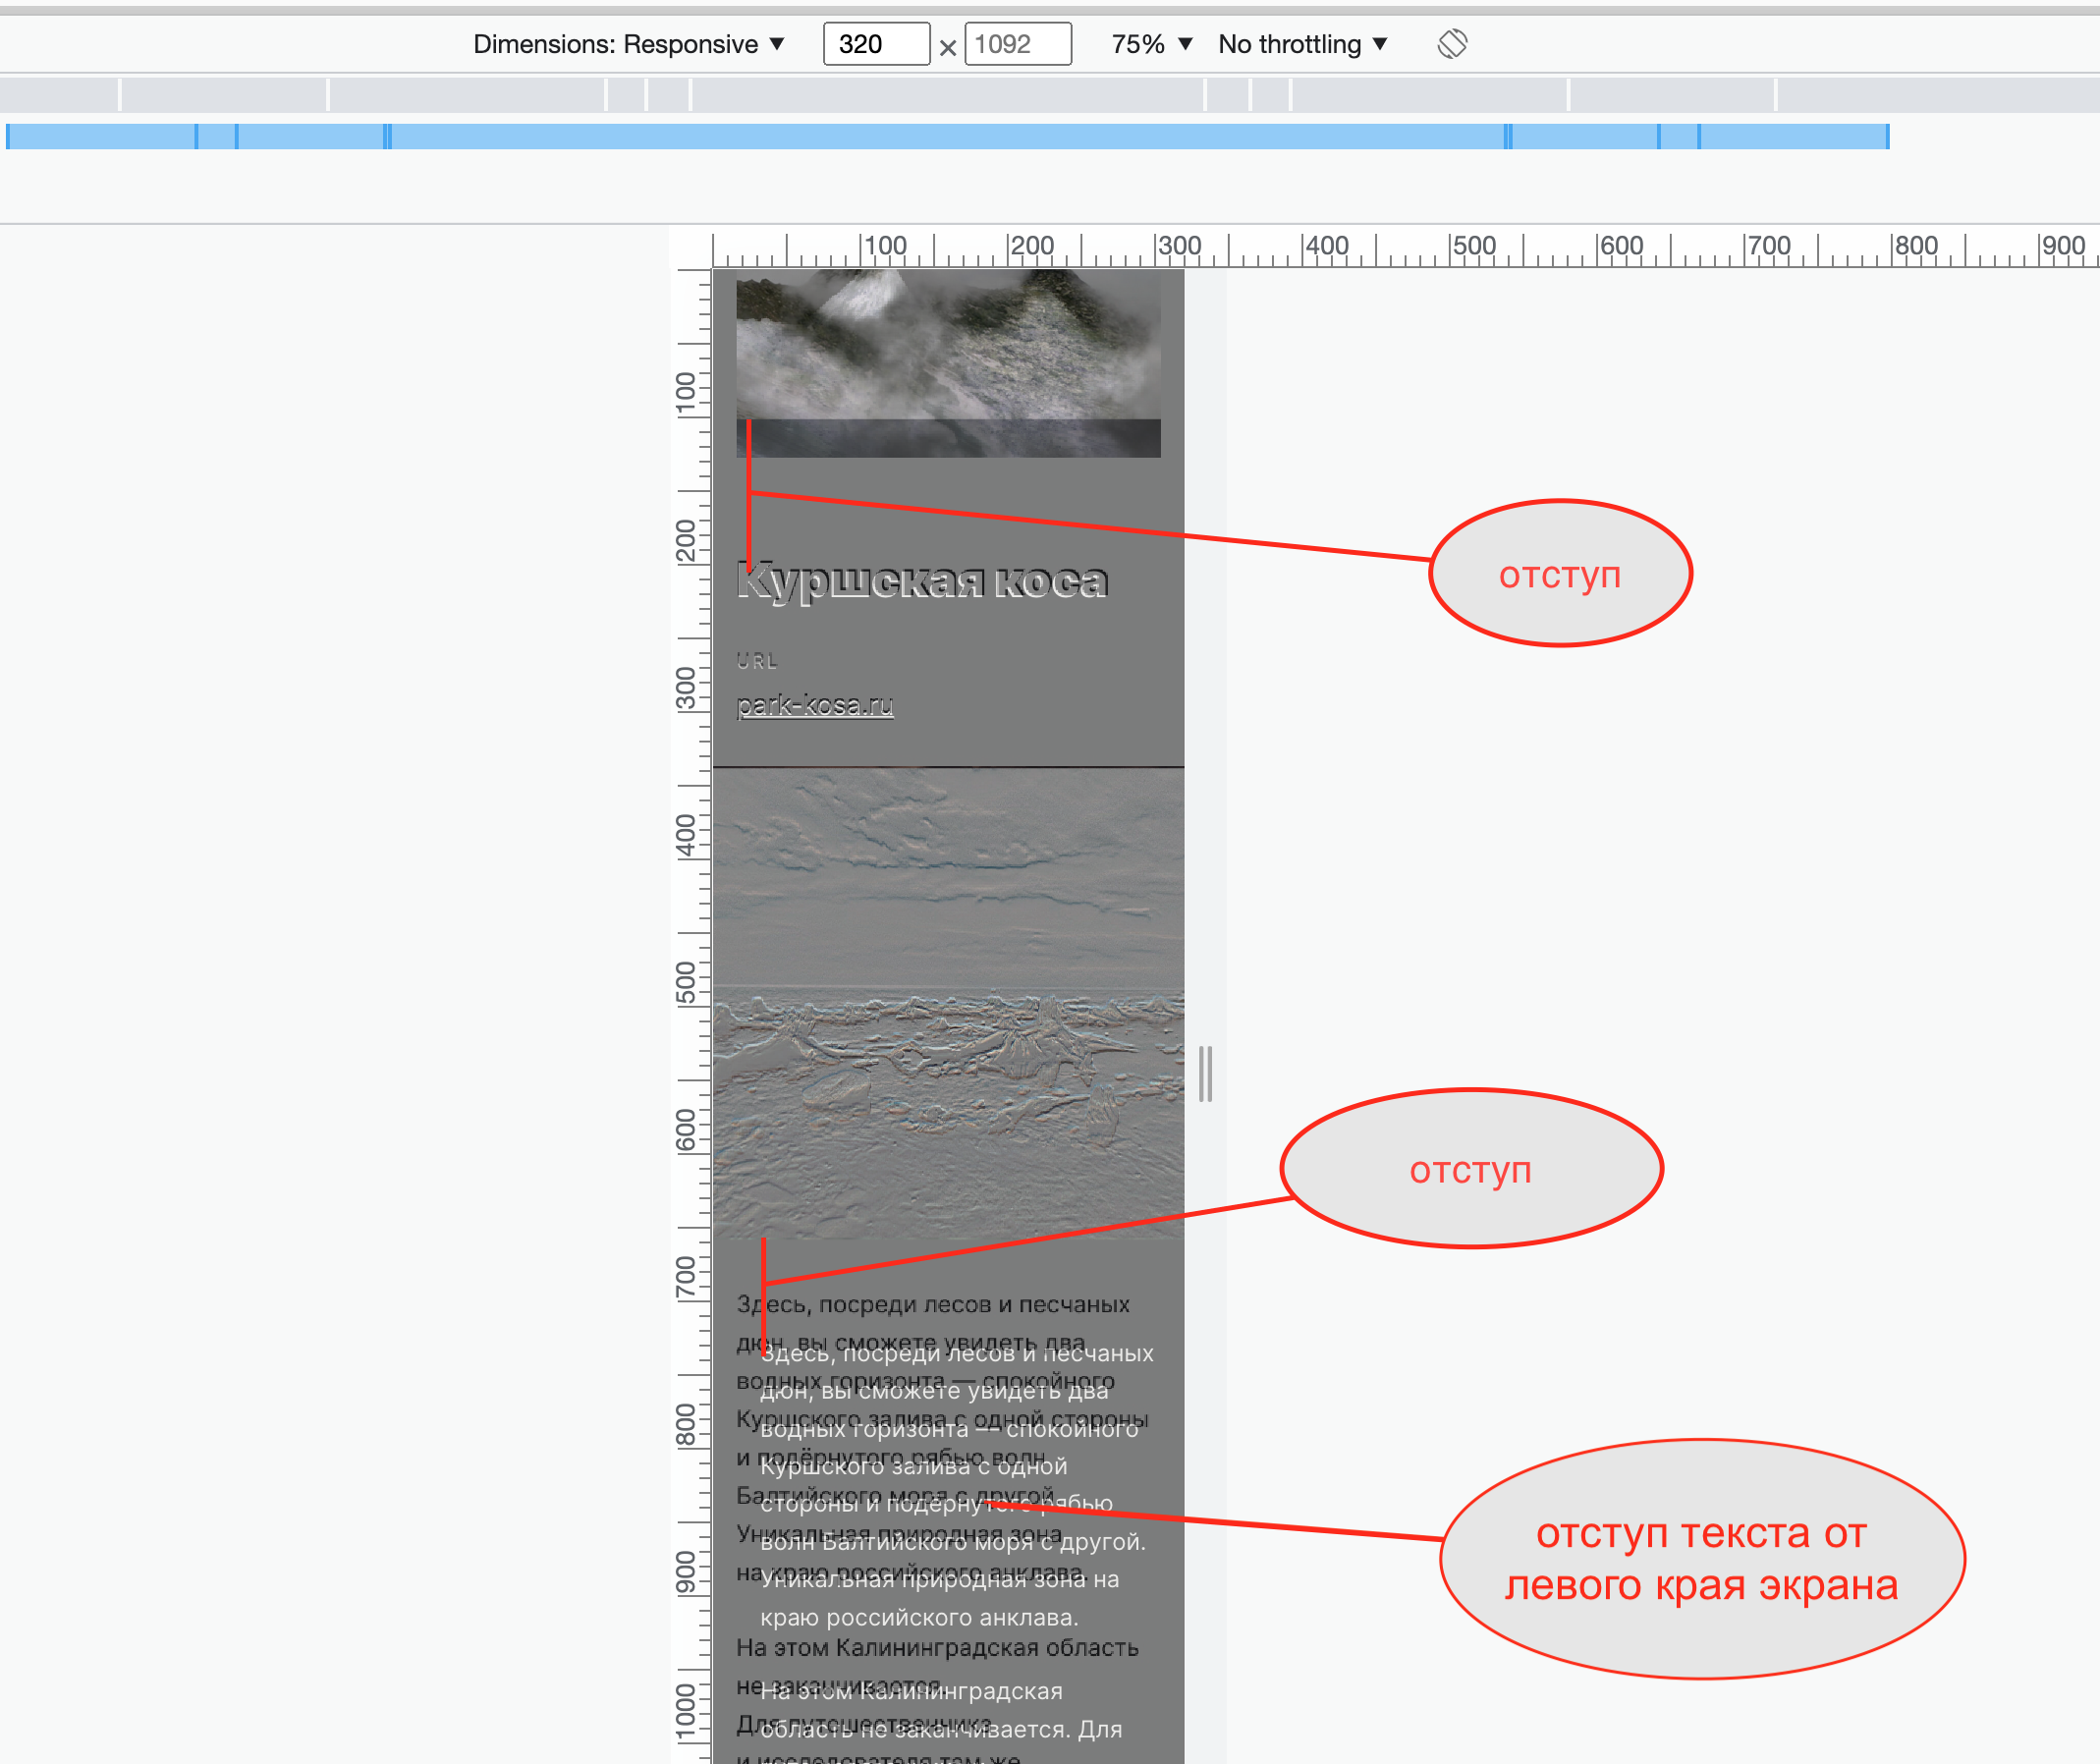 Dimensions: Responsive ▼ 320 × 1092 75% ▼ No throttling ▼
100 200 300 400 500 600 700 800 900
100
200
300
400
500
600
700
800
900
1000
отступ
Куршская коса
URL
park-kosa.ru
отступ
Здесь, посреди лесов и песчаных
дюн, вы сможете увидеть два
водных горизонта — спокойного
Куршского залива с одной стороны
и подёрнутого рябью волн
Балтийского моря с другой
Уникальная природная зона
на краю российского анклава.
На этом Калининградская область
не заканчивается.
Для путешественника
и исследователя там же
Здесь, посреди лесов и песчаных
дюн, вы сможете увидеть два
водных горизонта — спокойного
Куршского залива с одной
стороны и подёрнутого рябью
волн Балтийского моря с другой.
Уникальная природная зона на
краю российского анклава.
На этом Калининградская
область не заканчивается. Для
отступ текста от
левого края экрана